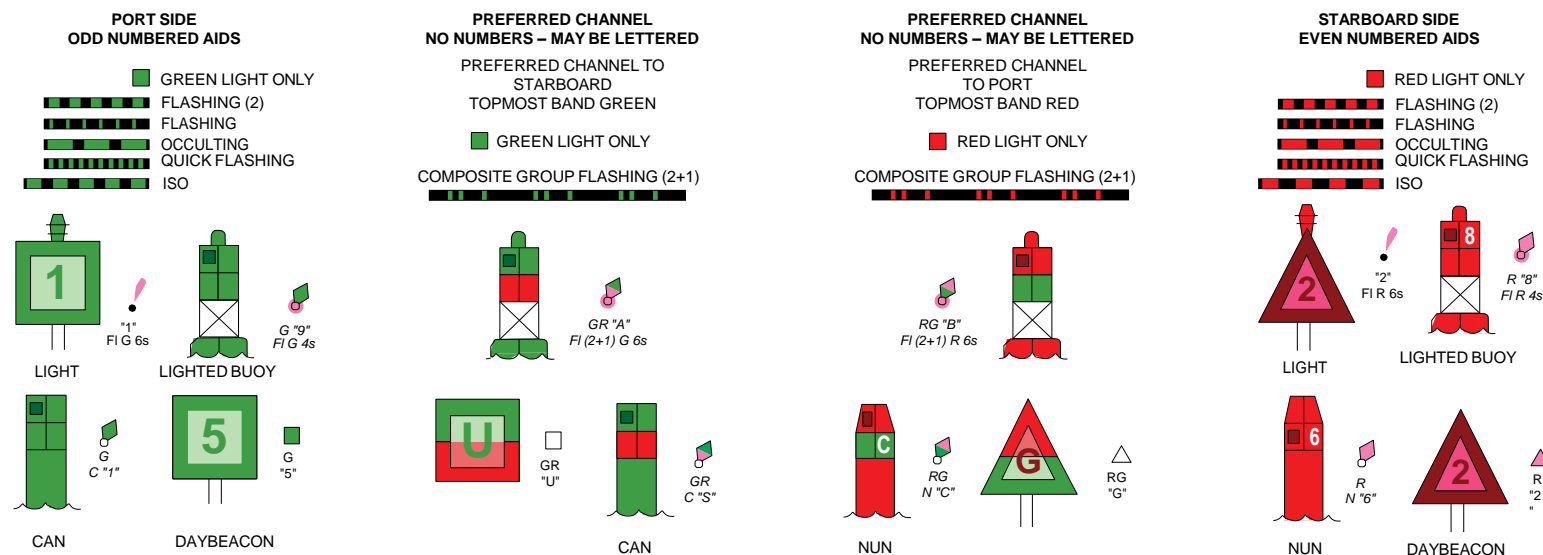 PORT SIDE
ODD NUMBERED AIDS
GREEN LIGHT ONLY
FLASHING (2)
FLASHING
OCCULTING
QUICK FLASHING
ISO
1
"1"
Fl G 6s
G "9"
Fl G 4s
LIGHT
LIGHTED BUOY
G
C "1"
5
G
"5"
CAN
DAYBEACON
PREFERRED CHANNEL
NO NUMBERS – MAY BE LETTERED
PREFERRED CHANNEL TO
STARBOARD
TOPMOST BAND GREEN
GREEN LIGHT ONLY
COMPOSITE GROUP FLASHING (2+1)
GR "A"
Fl (2+1) G 6s
U
GR
"U"
GR
C "S"
CAN
PREFERRED CHANNEL
NO NUMBERS – MAY BE LETTERED
PREFERRED CHANNEL
TO PORT
TOPMOST BAND RED
RED LIGHT ONLY
COMPOSITE GROUP FLASHING (2+1)
RG "B"
Fl (2+1) R 6s
C
RG
N "C"
G
RG
"G"
NUN
STARBOARD SIDE
EVEN NUMBERED AIDS
RED LIGHT ONLY
FLASHING (2)
FLASHING
OCCULTING
QUICK FLASHING
ISO
2
"2"
Fl R 6s
8
R "8"
Fl R 4s
LIGHT
LIGHTED BUOY
6
R
N "6"
2
R
"2
"
NUN
DAYBEACON